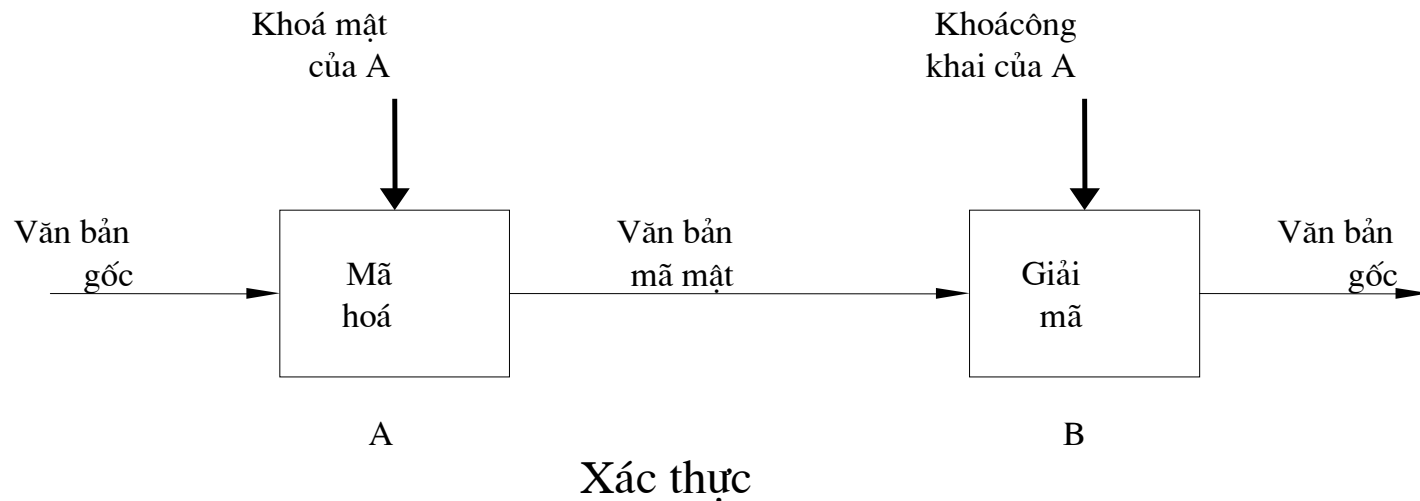 Khoá mật
của A
Khoácông
khai của A
Văn bản
gốc
Mã
hoá
Văn bản
mã mật
Giải
mã
Văn bản
gốc
A
B
Xác thực